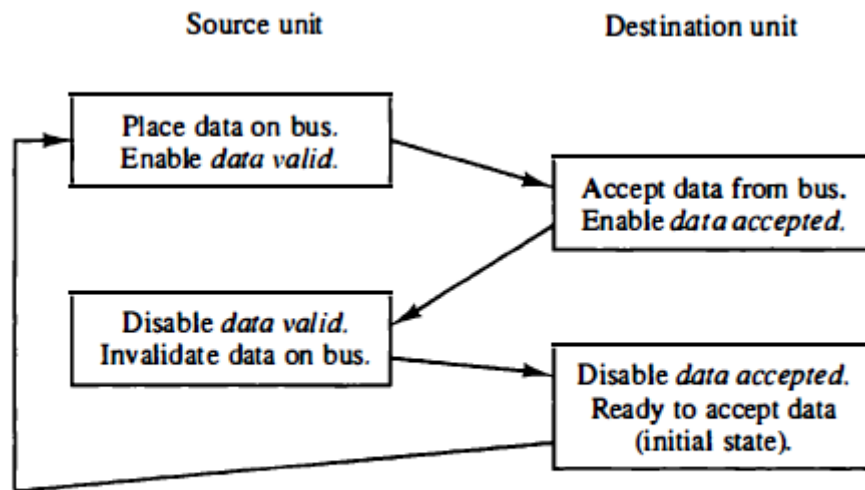 Source unit
Destination unit
Place data on bus.
Enable data valid.
Accept data from bus.
Enable data accepted.
Disable data valid.
Invalidate data on bus.
Disable data accepted.
Ready to accept data
(initial state).